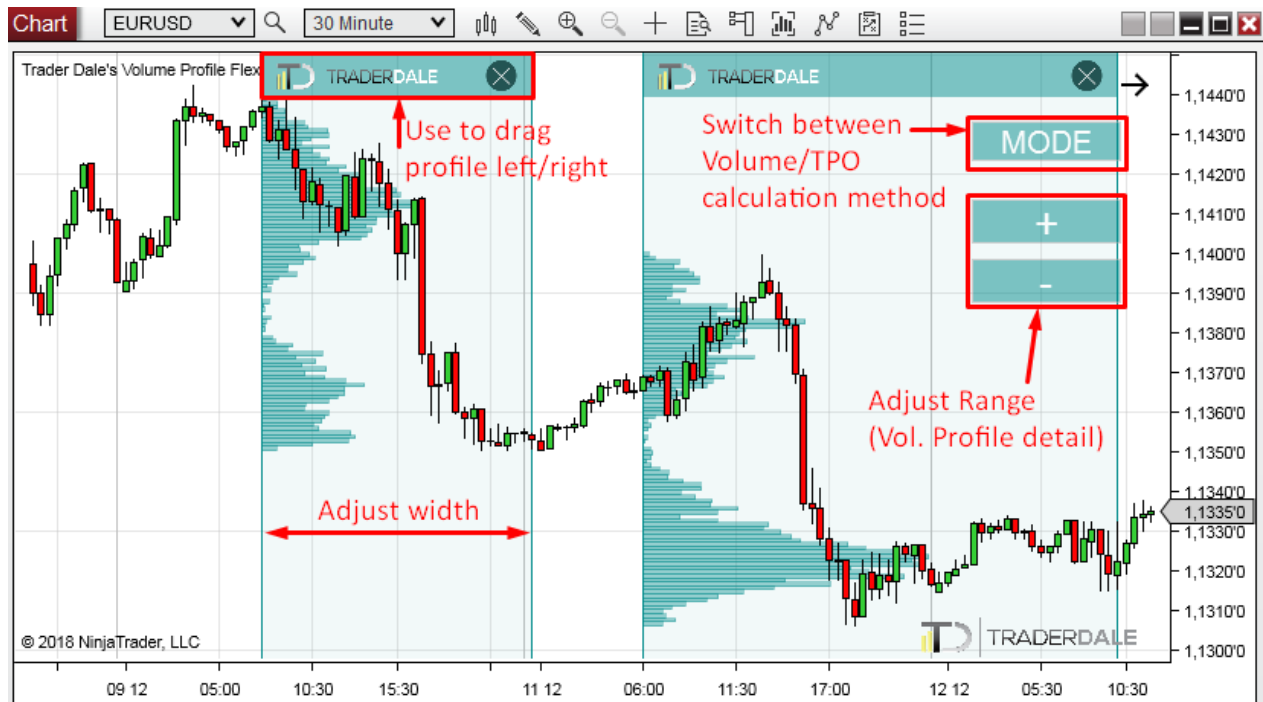 Chart EURUSD 30 Minute
Trader Dale's Volume Profile Flex
TRADERDALE
TRADERDALE
Use to drag
profile left/right
Switch between
Volume/TPO
calculation method
MODE
+
-
Adjust Range
(Vol. Profile detail)
Adjust width
1,1440'0
1,1430'0
1,1420'0
1,1410'0
1,1400'0
1,1390'0
1,1380'0
1,1370'0
1,1360'0
1,1350'0
1,1340'0
1,1335'0
1,1330'0
1,1320'0
1,1310'0
1,1300'0
© 2018 NinjaTrader, LLC
TD TRADERDALE
09 12 05:00 10:30 15:30 11 12 06:00 11:30 17:00 12 12 05:30 10:30